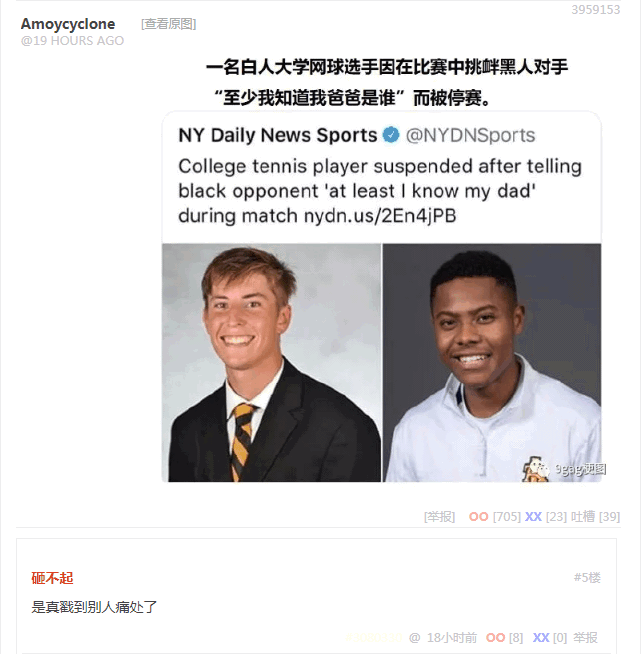 3959153
Amoycyclone [查看原图]
@19 HOURS AGO
一名白人大学网球选手因在比赛中挑衅黑人对手
“至少我知道我爸爸是谁”而被停赛。
NY Daily News Sports @NYDNSports
College tennis player suspended after telling
black opponent 'at least I know my dad'
during match nydn.us/2En4jPB
9gag梗图
[举报] OO [705] XX [23] 吐槽 [39]
砸不起 #5楼
是真戳到别人痛处了
@ 18小时前 OO [8] XX [0] 举报